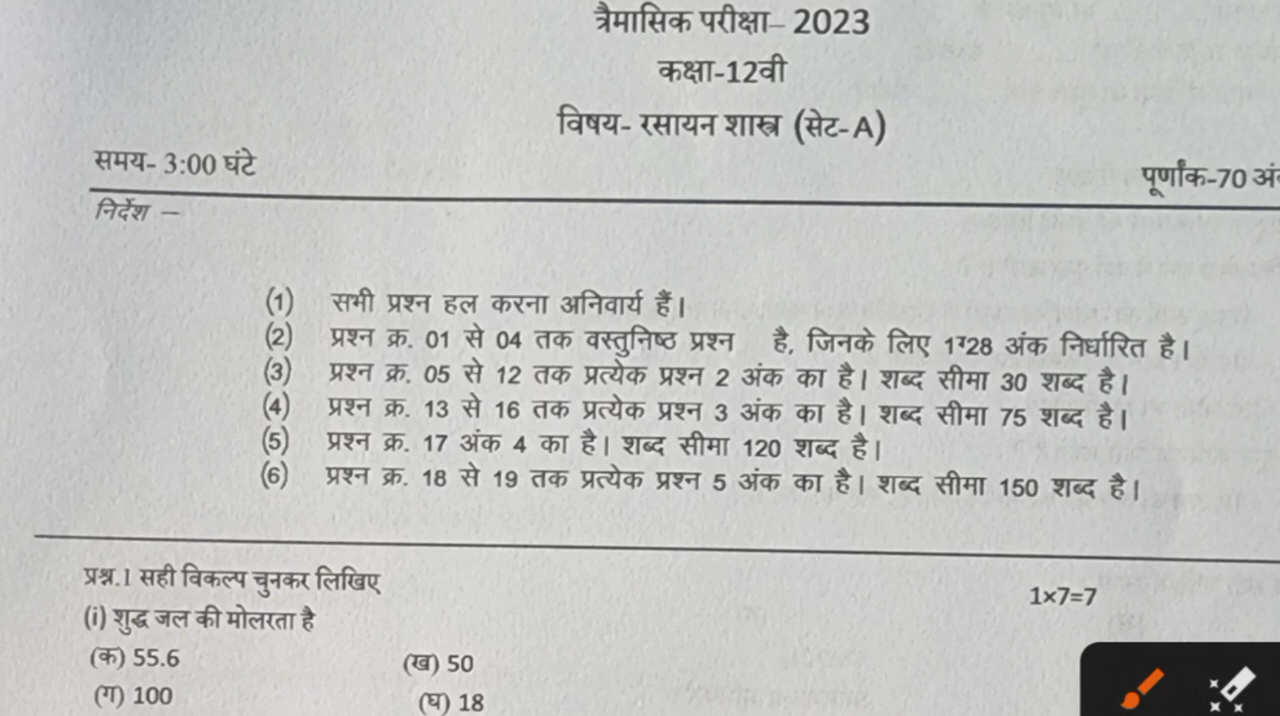 त्रैमासिक परीक्षा– 2023
कक्षा-12वी
विषय- रसायन शास्त्र (सेट-A)
समय- 3:00 घंटे
पूर्णांक-70
निर्देश –
(1) सभी प्रश्न हल करना अनिवार्य हैं।
(2) प्रश्न क्र. 01 से 04 तक वस्तुनिष्ठ प्रश्न है, जिनके लिए अंक निर्धारित है।
(3) प्रश्न क्र. 05 से 12 तक प्रत्येक प्रश्न 2 अंक का है। शब्द सीमा 30 शब्द है।
(4) प्रश्न क्र. 13 से 16 तक प्रत्येक प्रश्न 3 अंक का है। शब्द सीमा 75 शब्द है।
(5) प्रश्न क्र. 17 अंक 4 का है। शब्द सीमा 120 शब्द है।
(6) प्रश्न क्र. 18 से 19 तक प्रत्येक प्रश्न 5 अंक का है। शब्द सीमा 150 शब्द है।
प्रश्न.1 सही विकल्प चुनकर लिखिए 1×7=7
(i) शुद्ध जल की मोलरता है
(क) 55.6 (ख) 50
(ग) 100 (घ) 18